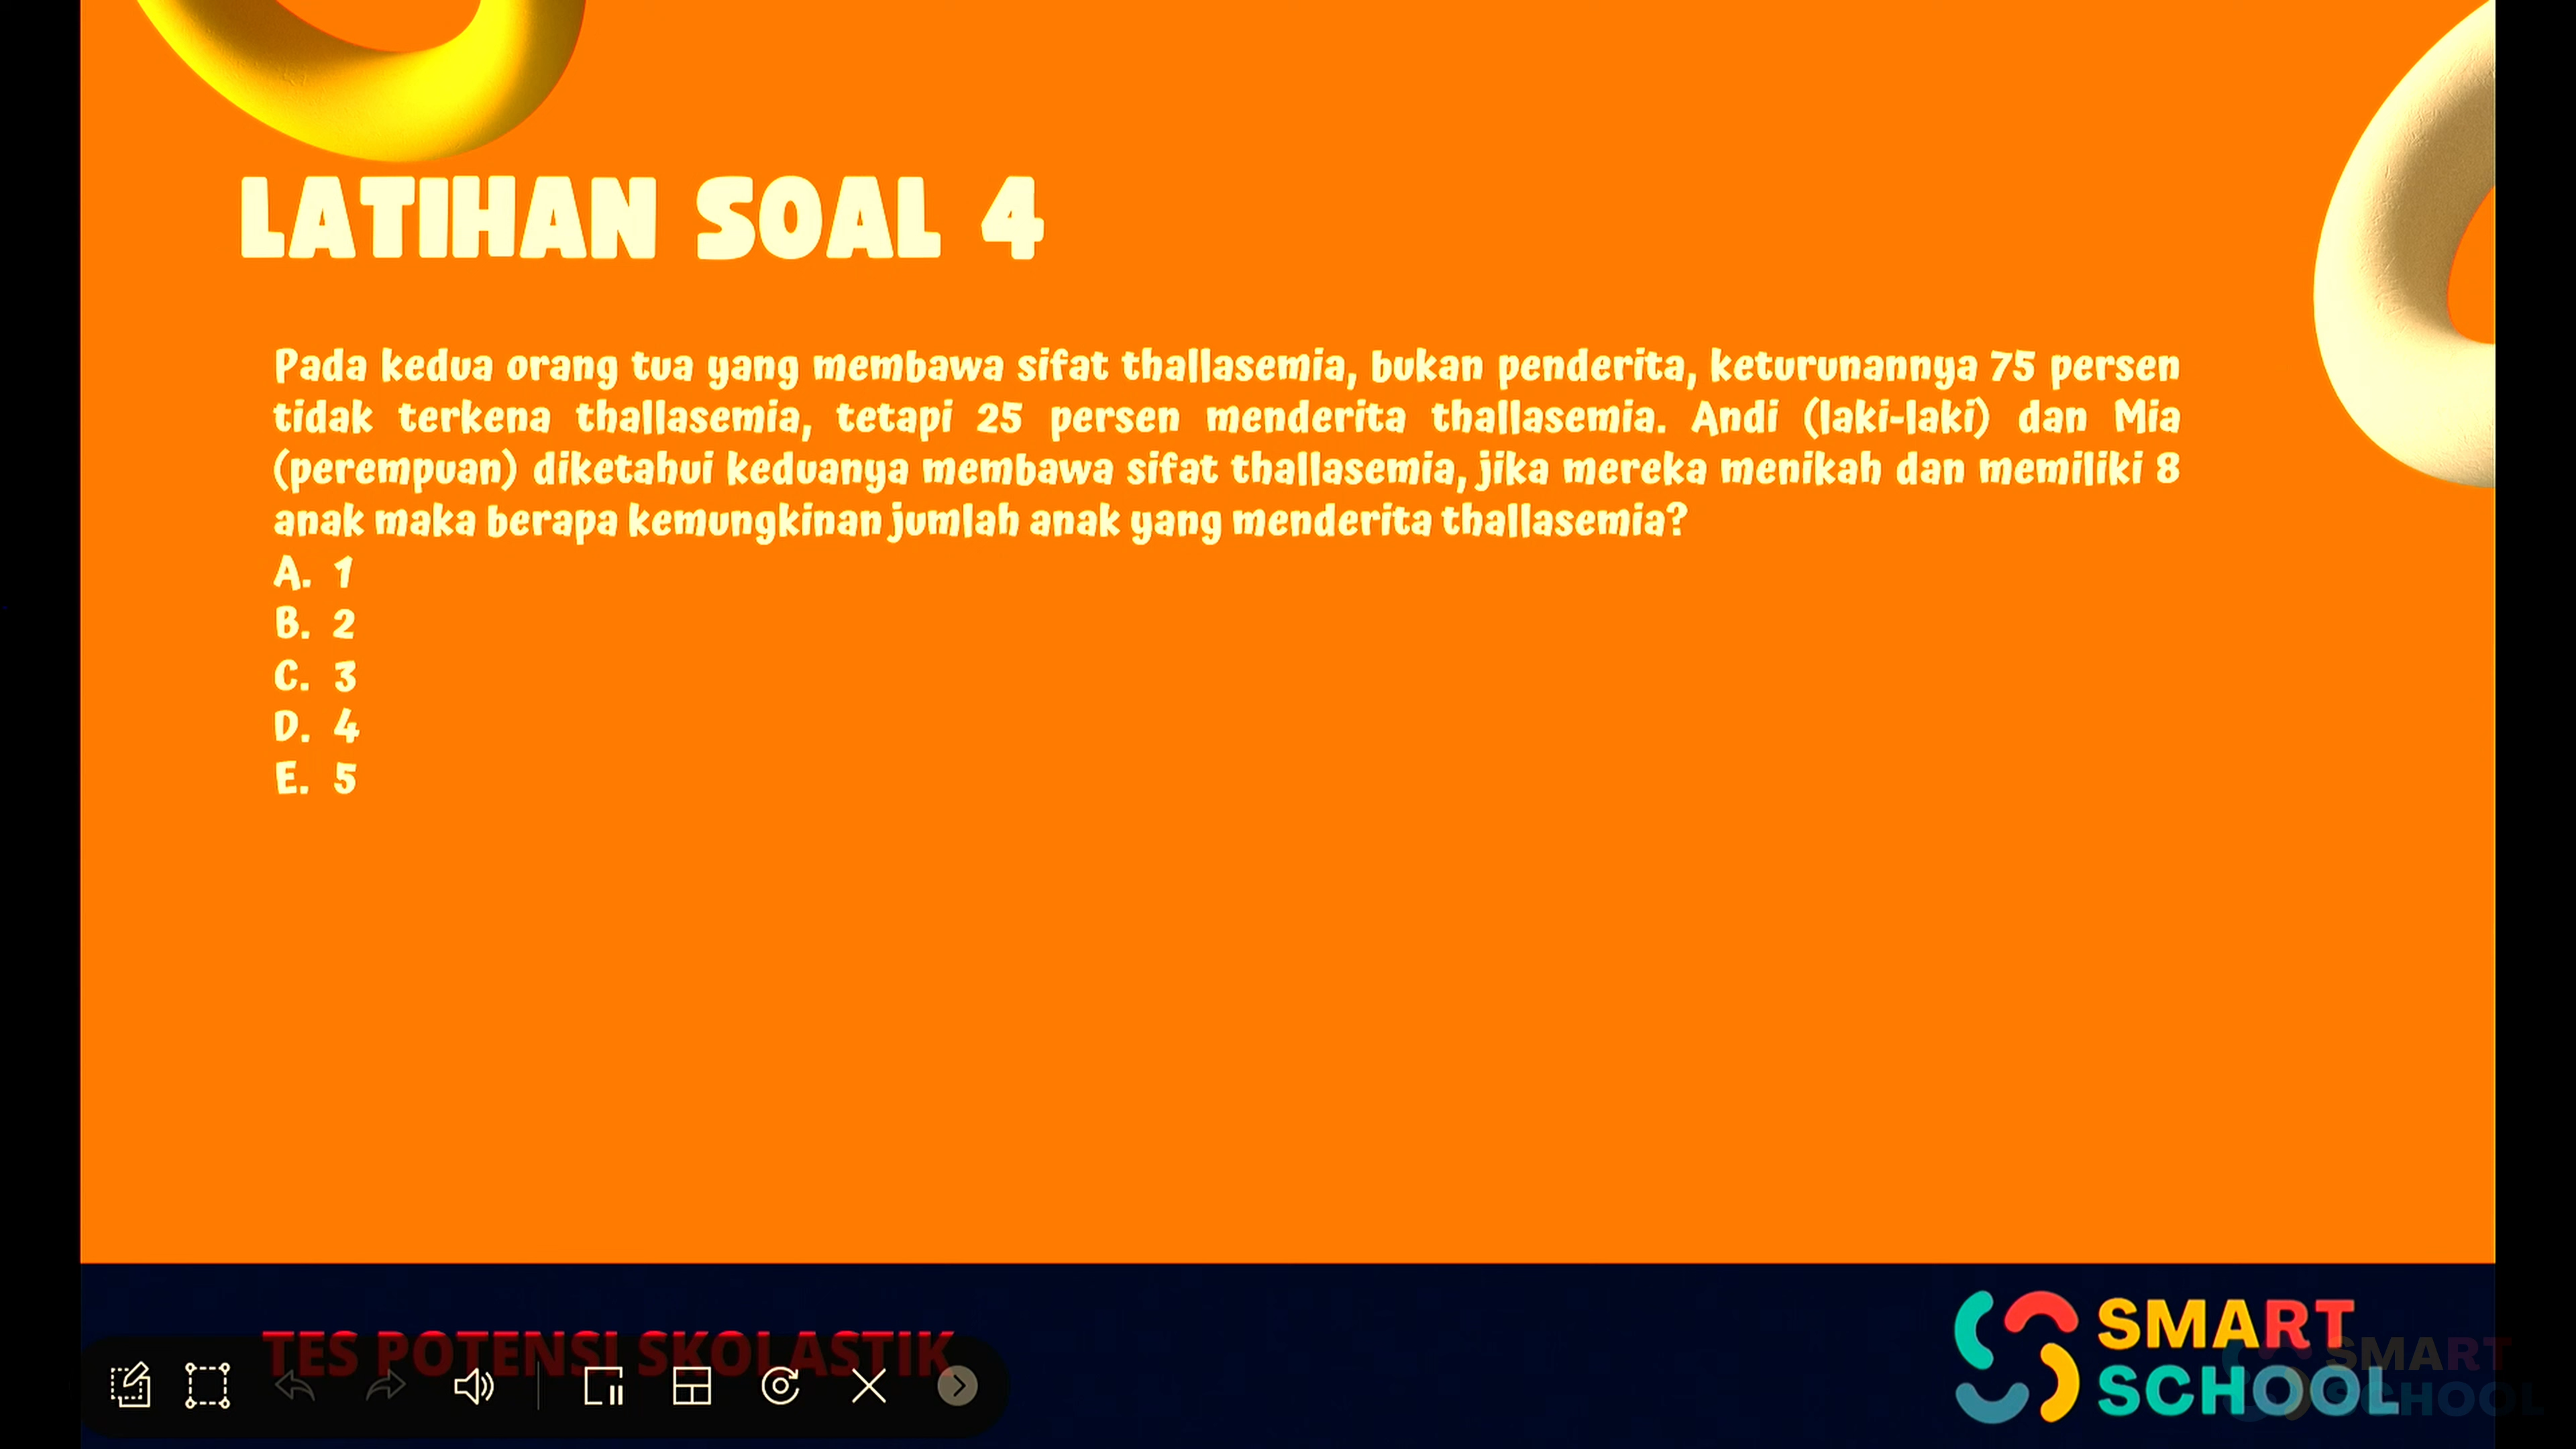 LATIHAN SOAL 4
Pada kedua orang tua yang membawa sifat thallasemia, bukan penderita, keturunannya 75 persen
tidak terkena thallasemia, tetapi 25 persen menderita thallasemia. Andi (laki-laki) dan Mia
(perempuan) diketahui keduanya membawa sifat thallasemia, jika mereka menikah dan memiliki 8
anak maka berapa kemungkinan jumlah anak yang menderita thallasemia?
A. 1
B. 2
C. 3
D. 4
E. 5
TES POTENSI SKOLASTIK
SMART
SCHOOL
SMART
SCHOOL